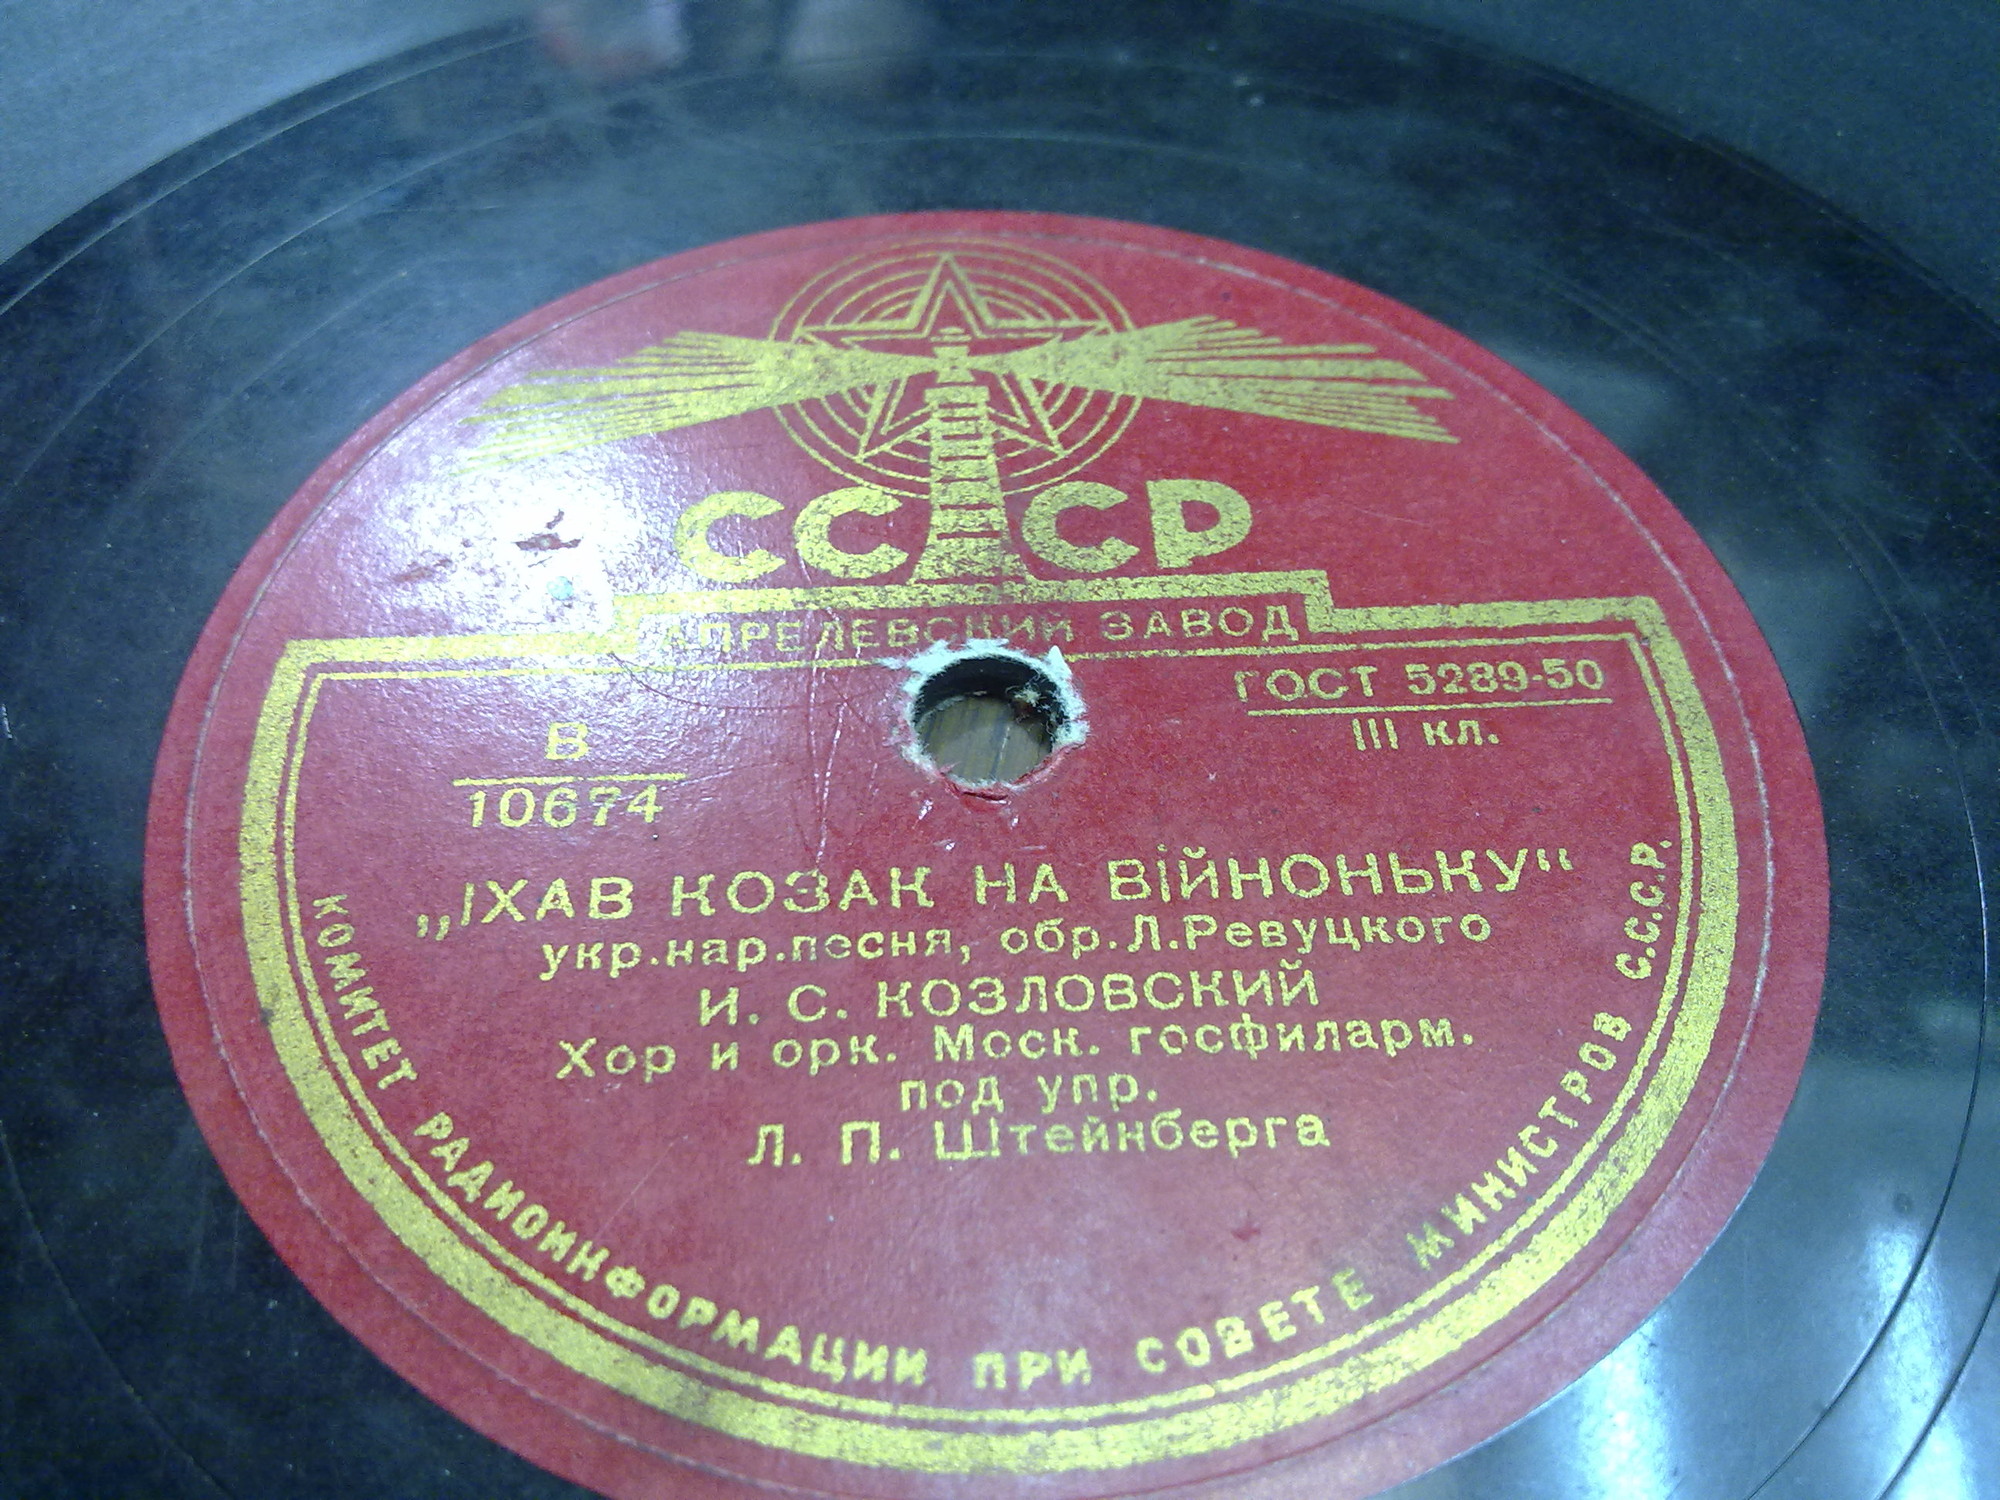 СССР
АПРЕЛЕВСКИЙ ЗАВОД
ГОСТ 5289-50
III кл.
В
10674
„ІХАВ КОЗАК НА ВІЙНОНЬКУ“
укр.нар.песня, обр.Л.Ревуцкого
И. С. КОЗЛОВСКИЙ
Хор и орк. Моск. госфиларм.
под упр.
Л. П. Штейнберга
КОМИТЕТ РАДИОИНФОРМАЦИИ ПРИ СОВЕТЕ МИНИСТРОВ С.С.С.Р.